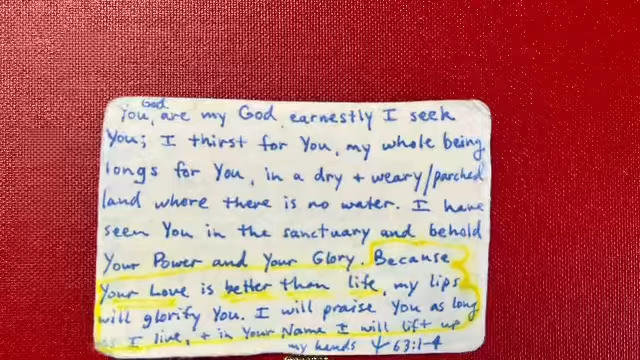 You, God, are my God, earnestly I seek
You; I thirst for You, my whole being
longs for You, in a dry + weary/parched
land where there is no water. I have
seen You in the sanctuary and behold
Your Power and Your Glory. Because
Your Love is better than life, my lips
will glorify You. I will praise You as long
as I live, + in Your Name I will lift up
my hands Ψ 63:1-4